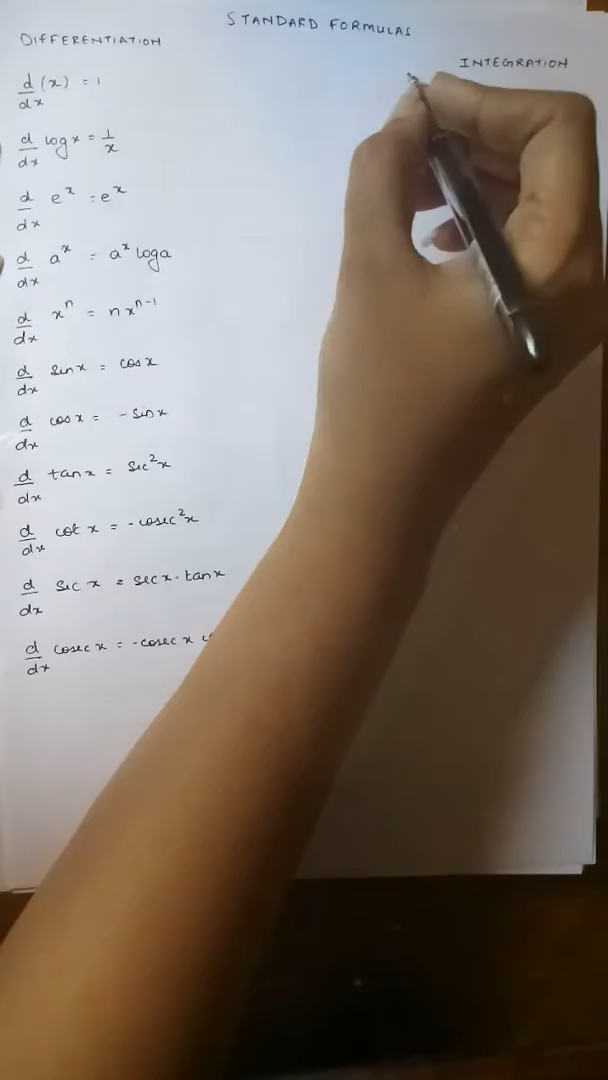 STANDARD FORMULAS
DIFFERENTIATION
INTEGRATION
d/dx (x) = 1
d/dx log x = 1/x
d/dx e^x = e^x
d/dx a^x = a^x log a
d/dx x^n = n x^n-1
d/dx sin x = cos x
d/dx cos x = - sin x
d/dx tan x = sec^2 x
d/dx cot x = - cosec^2 x
d/dx sec x = sec x . tan x
d/dx cosec x = - cosec x